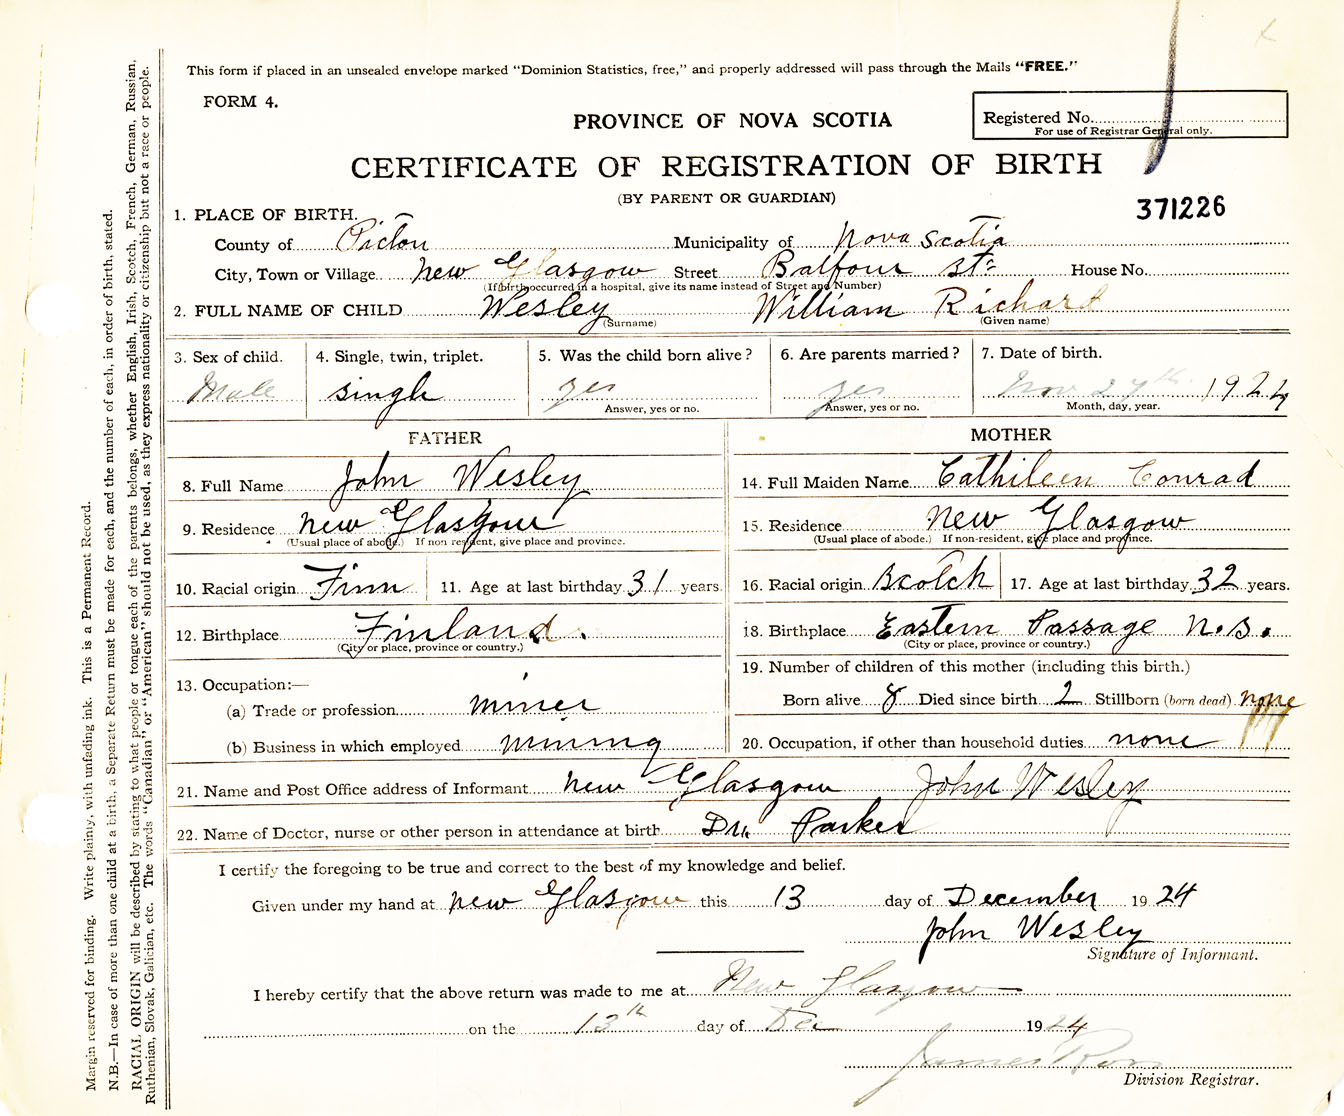 This form if placed in an unsealed envelope marked "Dominion Statistics, free," and properly addressed will pass through the Mails "FREE."
FORM 4.
PROVINCE OF NOVA SCOTIA
Registered No.
For use of Registrar General only.
CERTIFICATE OF REGISTRATION OF BIRTH
(BY PARENT OR GUARDIAN)
371226
1. PLACE OF BIRTH.
County of Pictou Municipality of Nova Scotia
City, Town or Village New Glasgow Street Balfour St. House No.
(If birth occurred in a hospital, give its name instead of Street and Number)
2. FULL NAME OF CHILD Wesley William Richard
(Surname) (Given name)
3. Sex of child. 4. Single, twin, triplet. 5. Was the child born alive? 6. Are parents married? 7. Date of birth.
Male single yes yes Nov 27th 1924
Answer, yes or no. Answer, yes or no. Month, day, year.
FATHER MOTHER
8. Full Name John Wesley 14. Full Maiden Name Cathileen Conrad
9. Residence New Glasgow 15. Residence New Glasgow
(Usual place of abode.) If non resident, give place and province. (Usual place of abode.) If non-resident, give place and province.
10. Racial origin Finn 11. Age at last birthday 31 years. 16. Racial origin Scotch 17. Age at last birthday 32 years.
12. Birthplace Finland. 18. Birthplace Eastern Passage N.S.
(City or place, province or country.) (City or place, province or country.)
19. Number of children of this mother (including this birth.)
13. Occupation:—
(a) Trade or profession miner Born alive 8 Died since birth 2 Stillborn (born dead) none
(b) Business in which employed mining 20. Occupation, if other than household duties none
21. Name and Post Office address of Informant New Glasgow John Wesley
22. Name of Doctor, nurse or other person in attendance at birth Dr. Parker
I certify the foregoing to be true and correct to the best of my knowledge and belief.
Given under my hand at New Glasgow this 13 day of December 1924
John Wesley
Signature of Informant.
I hereby certify that the above return was made to me at New Glasgow
on the 13th day of Dec 1924
James Ross
Division Registrar.
Margin reserved for binding. Write plainly, with unfading ink. This is a Permanent Record.
N.B.—In case of more than one child at a birth, a Separate Return must be made for each, and the number of each, in order of birth, stated.
RACIAL ORIGIN will be described by stating to what people or tongue each of the parents belongs, whether English, Irish, Scotch, French, German, Russian,
Ruthenian, Slovak, Galician, etc. The words "Canadian" or "American" should not be used, as they express nationality or citizenship but not a race or people.